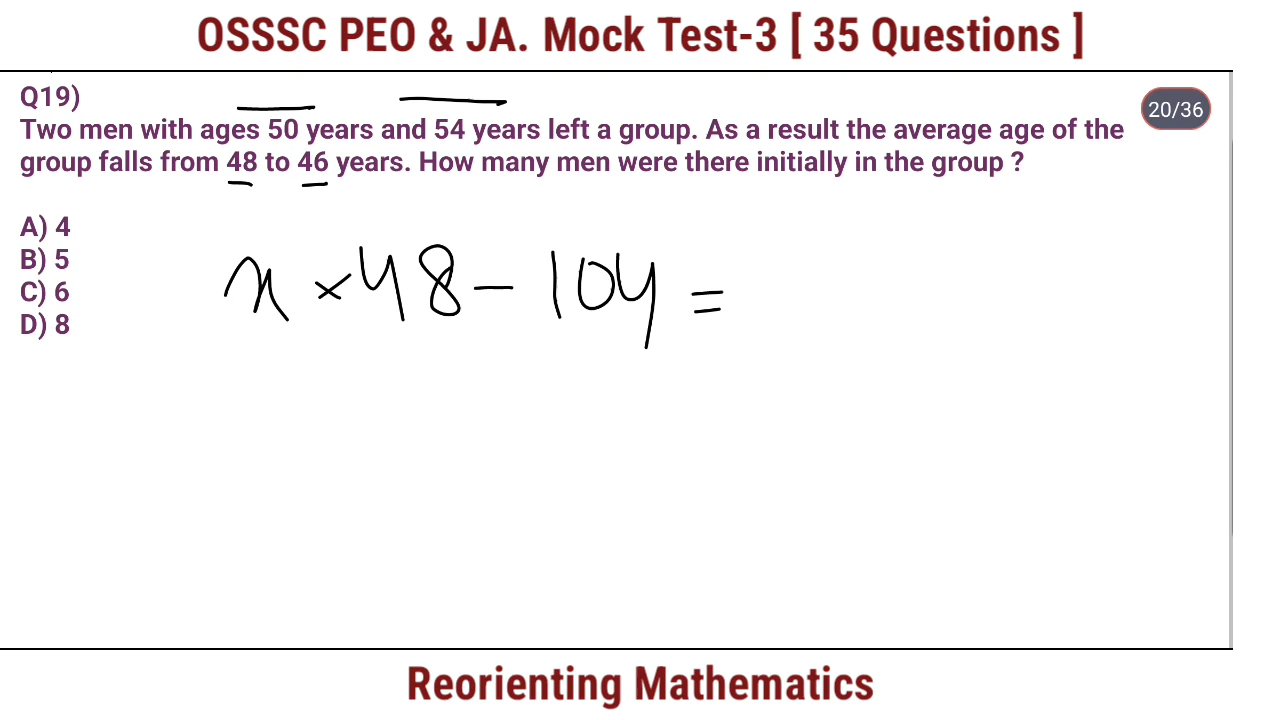 OSSSC PEO & JA. Mock Test-3 [ 35 Questions ]
Q19)
20/36
Two men with ages 50 years and 54 years left a group. As a result the average age of the
group falls from 48 to 46 years. How many men were there initially in the group ?
A) 4
B) 5
C) 6
D) 8
x × 48 - 104 =
Reorienting Mathematics